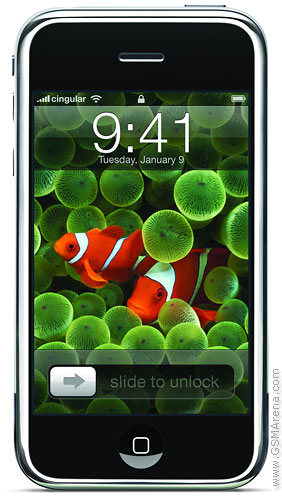 cingular
9:41
Tuesday, January 9
slide to unlock
www.GSMArena.com